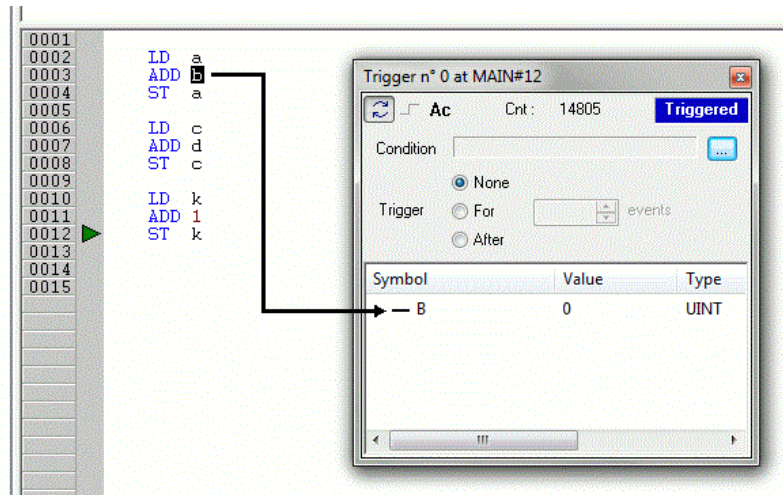 0001
0002 LD a
0003 ADD b
0004 ST a
0005
0006 LD c
0007 ADD d
0008 ST c
0009
0010 LD k
0011 ADD 1
0012 ST k
0013
0014
0015
Trigger n° 0 at MAIN#12
Ac Cnt : 14805 Triggered
Condition ...
None
Trigger For events
After
Symbol Value Type
B 0 UINT